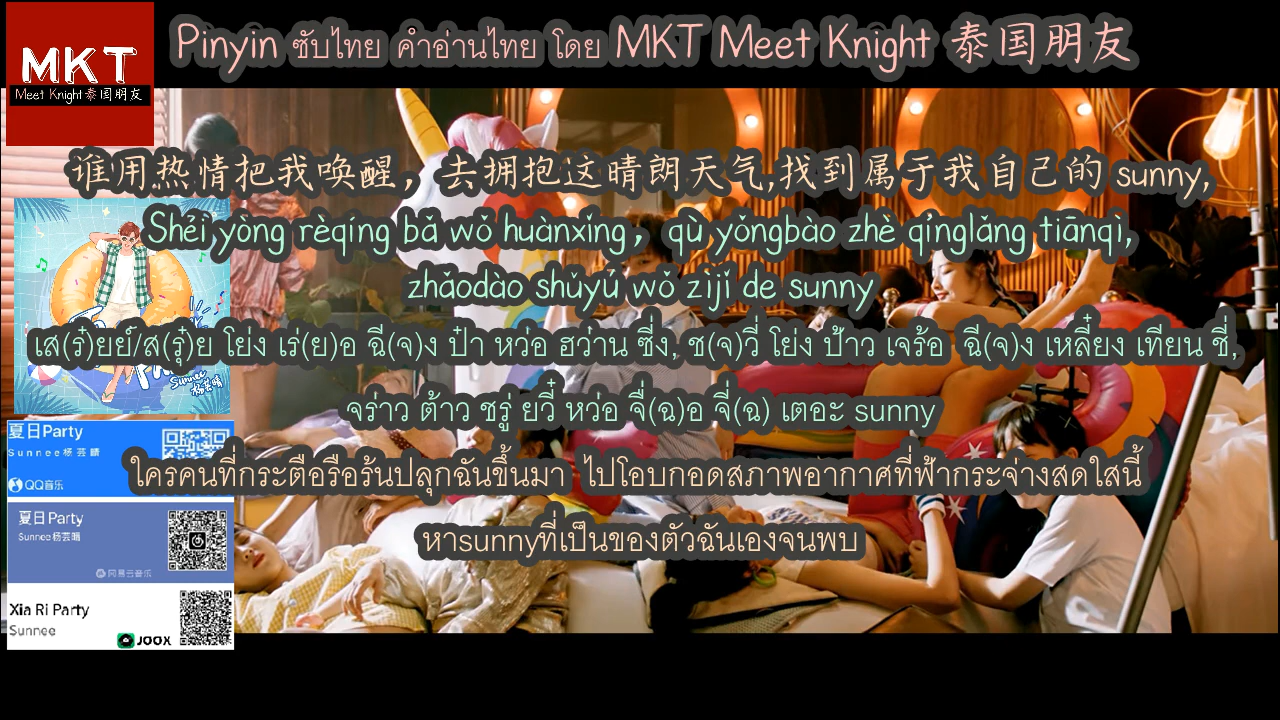 MKT
Meet Knight 泰国朋友
Pinyin ซับไทย คำอ่านไทย โดย MKT Meet Knight 泰国朋友
谁用热情把我唤醒，去拥抱这晴朗天气,找到属于我自己的 sunny,
Shéi yòng rèqíng bǎ wǒ huànxǐng，qù yǒngbào zhè qínglǎng tiānqì,
zhǎodào shǔyú wǒ zìjǐ de sunny
เส(ร๋)ยย์/ส(รุ๋)ย โย่ง เร่(ย)อ ฉี(จ)ง ป๋า หว่อ ฮว่าน ซี่ง, ช(จ)วี่ โย่ง ป้าว เจร้อ ฉี(จ)ง เหลี๋ยง เทียน ชี่,
จร่าว ต้าว ชรู่ ยวี๋ หว่อ จื่(ฉ)อ จี่(ฉ) เตอะ sunny
ใครคนที่กระตือรือร้นปลุกฉันขึ้นมา ไปโอบกอดสภาพอากาศที่ฟ้ากระจ่างสดใสนี้
หาsunnyที่เป็นของตัวฉันเองจนพบ
Sunnee
杨芸晴
夏日Party
Sunnee杨芸晴
QQ音乐
夏日Party
Sunnee杨芸晴
网易云音乐
Xia Ri Party
Sunnee
JOOX